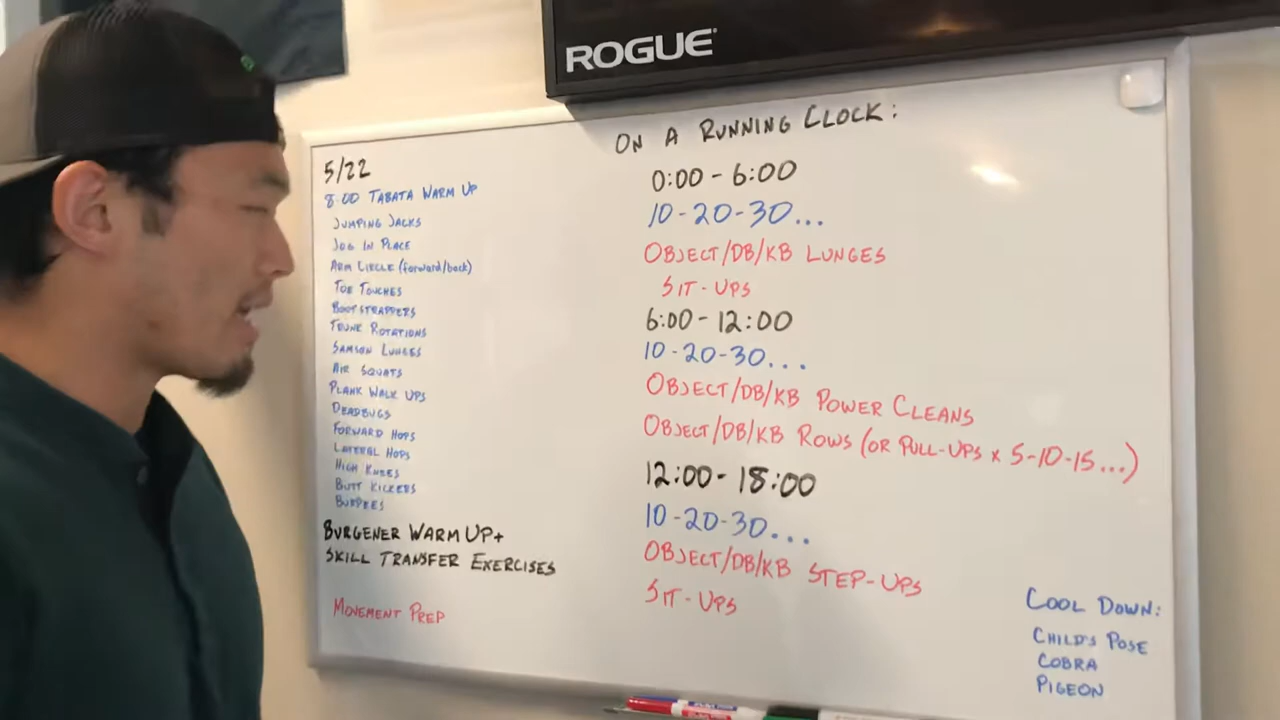 ROGUE
5/22
8:00 TABATA WARM UP
JUMPING JACKS
JOG IN PLACE
ARM CIRCLE (forward/back)
TOE TOUCHES
BOOTSTRAPPERS
TRUNK ROTATIONS
SAMSON LUNGES
AIR SQUATS
PLANK WALK UPS
DEADBUGS
FORWARD HOPS
LATERAL HOPS
HIGH KNEES
BUTT KICKERS
BURPEES
BURGENER WARM UP+
SKILL TRANSFER EXERCISES
MOVEMENT PREP
ON A RUNNING CLOCK:
0:00 - 6:00
10-20-30...
OBJECT/DB/KB LUNGES
SIT-UPS
6:00 - 12:00
10-20-30...
OBJECT/DB/KB POWER CLEANS
OBJECT/DB/KB ROWS (OR PULL-UPS x 5-10-15...)
12:00 - 18:00
10-20-30...
OBJECT/DB/KB STEP-UPS
SIT-UPS
COOL DOWN:
CHILD'S POSE
COBRA
PIGEON